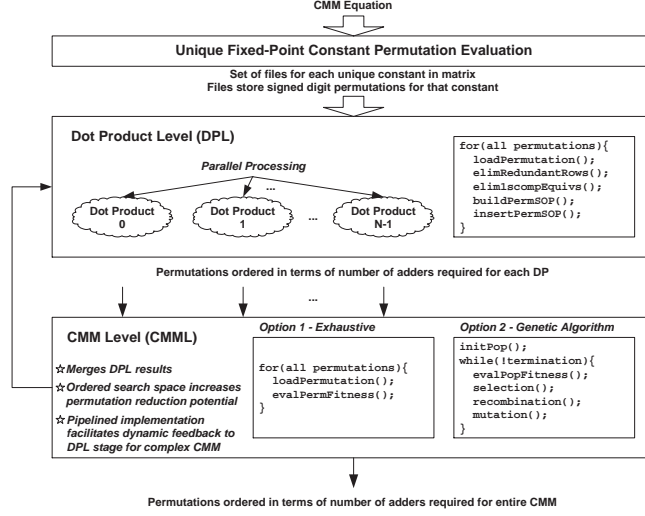 CMM Equation
Unique Fixed-Point Constant Permutation Evaluation
Set of files for each unique constant in matrix
Files store signed digit permutations for that constant
Dot Product Level (DPL)
Parallel Processing
...
Dot Product
0
Dot Product
1
...
Dot Product
N-1
for(all permutations){
loadPermutation();
elimRedundantRows();
elim1scompEquivs();
buildPermSOP();
insertPermSOP();
}
Permutations ordered in terms of number of adders required for each DP
...
CMM Level (CMML)
☆Merges DPL results
☆Ordered search space increases
permutation reduction potential
☆Pipelined implementation
facilitates dynamic feedback to
DPL stage for complex CMM
Option 1 - Exhaustive
for(all permutations){
loadPermutation();
evalPermFitness();
}
Option 2 - Genetic Algorithm
initPop();
while(!termination){
evalPopFitness();
selection();
recombination();
mutation();
}
Permutations ordered in terms of number of adders required for entire CMM